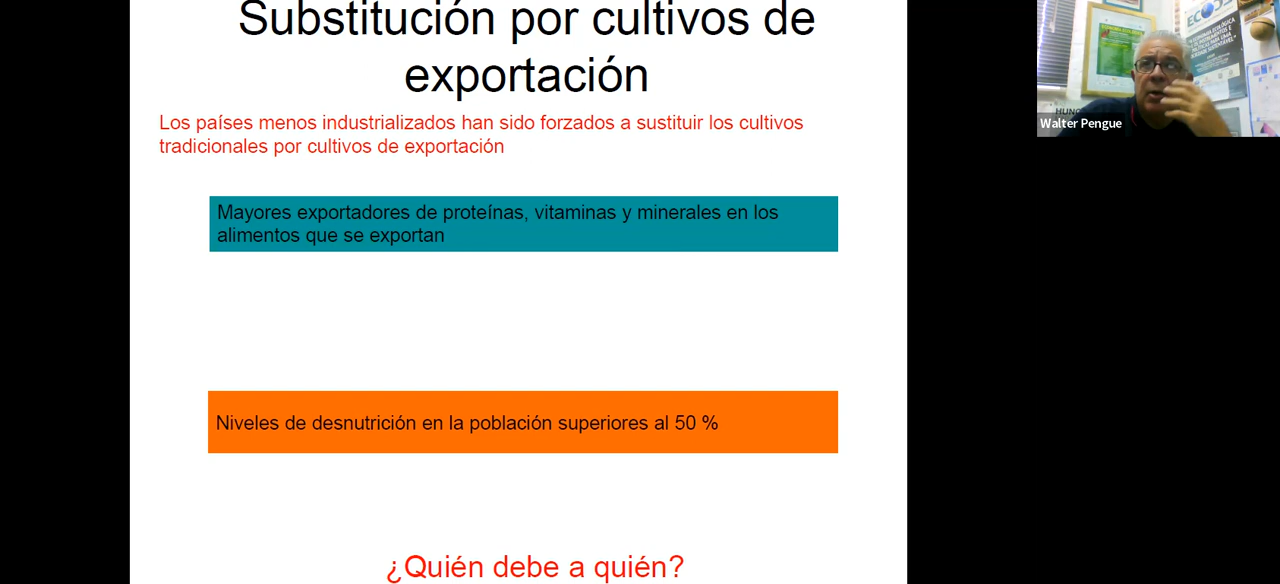 Substitución por cultivos de
exportación
Los países menos industrializados han sido forzados a sustituir los cultivos
tradicionales por cultivos de exportación
Mayores exportadores de proteínas, vitaminas y minerales en los
alimentos que se exportan
Niveles de desnutrición en la población superiores al 50 %
¿Quién debe a quién?
Walter Pengue